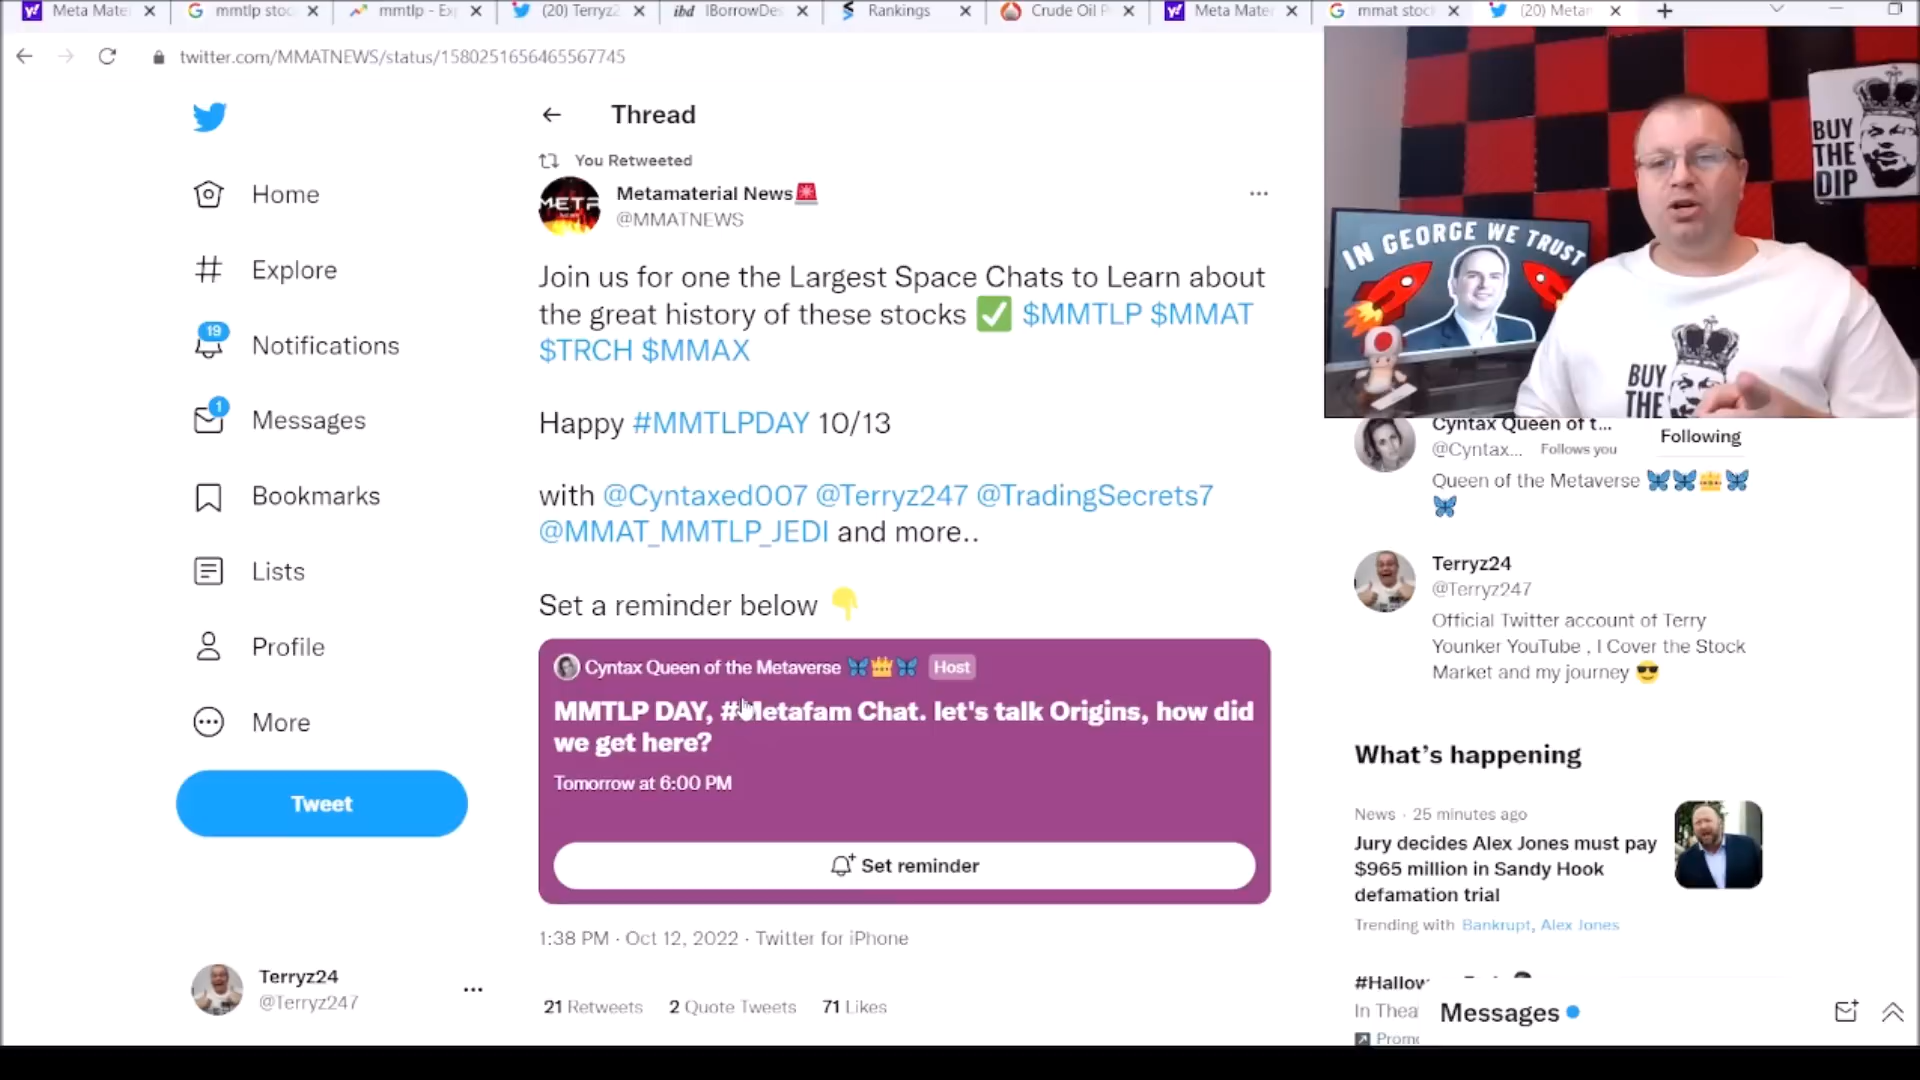 Meta Mate
mmtlp stoc
mmtlp - Ex
(20) Terryz2
ibd IBorrowDes
Rankings
Crude Oil P
Meta Mate
mmat stoc
(20) Metam
twitter.com/MMATNEWS/status/1580251656465567745
Home
Explore
19
Notifications
1
Messages
Bookmarks
Lists
Profile
More
Tweet
Terryz24
@Terryz247
Thread
You Retweeted
META
Metamaterial News🚨
@MMATNEWS
Join us for one the Largest Space Chats to Learn about
the great history of these stocks ✅ $MMTLP $MMAT
$TRCH $MMAX
Happy #MMTLPDAY 10/13
with @Cyntaxed007 @Terryz247 @TradingSecrets7
@MMAT_MMTLP_JEDI and more..
Set a reminder below 👇
Cyntax Queen of the Metaverse 🦋👑🦋 Host
MMTLP DAY, #Metafam Chat. let's talk Origins, how did
we get here?
Tomorrow at 6:00 PM
Set reminder
1:38 PM · Oct 12, 2022 · Twitter for iPhone
21 Retweets 2 Quote Tweets 71 Likes
IN GEORGE WE TRUST
BUY
THE
DIP
BUY
THE
Cyntax Queen of t...
@Cyntax... Follows you
Following
Queen of the Metaverse 🦋🦋👑🦋
🦋
Terryz24
@Terryz247
Official Twitter account of Terry
Younker YouTube , I Cover the Stock
Market and my journey 😎
What's happening
News · 25 minutes ago
Jury decides Alex Jones must pay
$965 million in Sandy Hook
defamation trial
Trending with Bankrupt, Alex Jones
#Hallow
In Thea
Promo
Messages